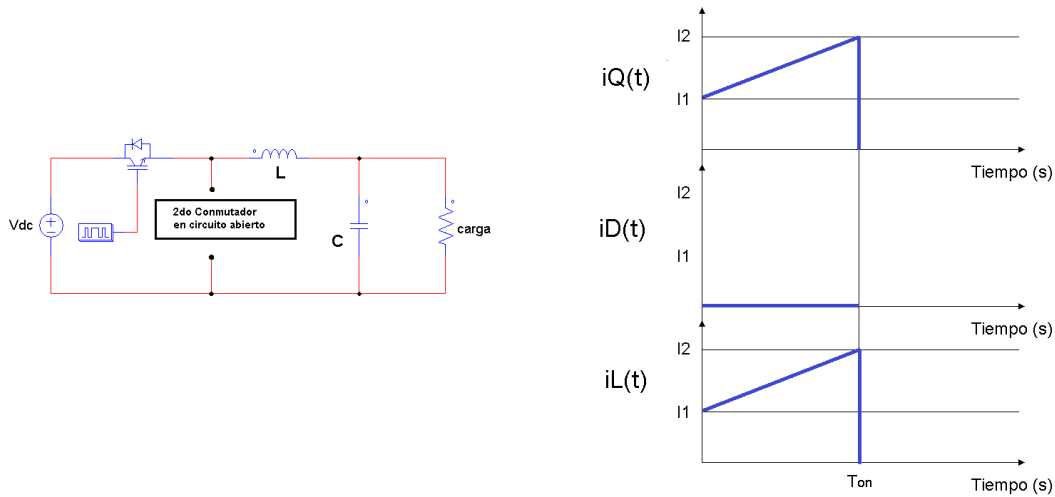 Vdc
L
2do Conmutador
en circuito abierto
C
carga
I2
iQ(t)
I1
Tiempo (s)
I2
iD(t)
I1
Tiempo (s)
I2
iL(t)
I1
Ton
Tiempo (s)